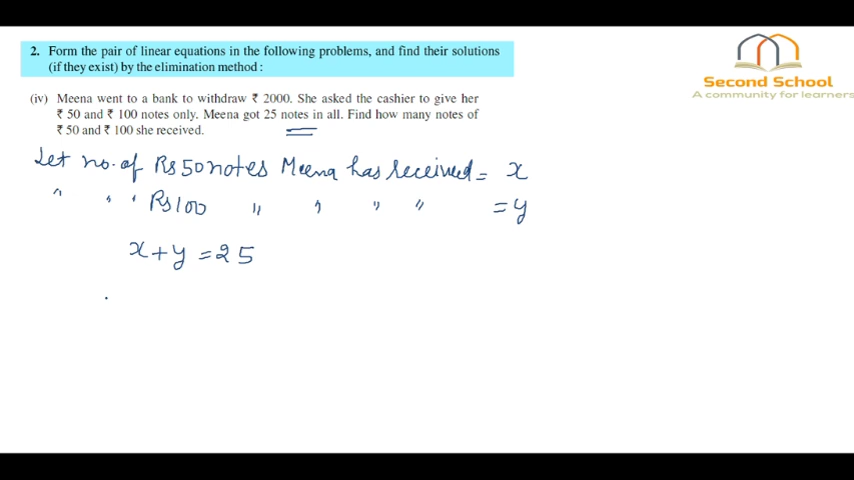 2. Form the pair of linear equations in the following problems, and find their solutions
(if they exist) by the elimination method :
Second School
A community for learners
(iv) Meena went to a bank to withdraw ₹ 2000. She asked the cashier to give her
₹ 50 and ₹ 100 notes only. Meena got 25 notes in all. Find how many notes of
₹ 50 and ₹ 100 she received.
Let no. of Rs 50 notes Meena has received = x
" " " Rs 100 " " " " = y
x + y = 25